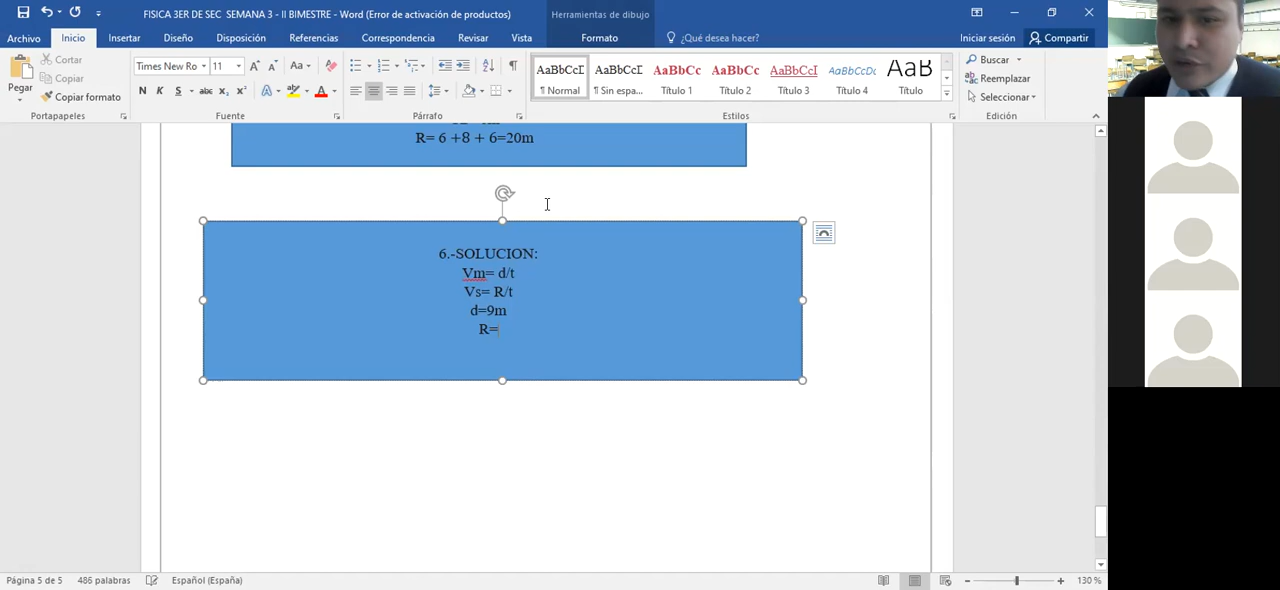 FISICA 3ER DE SEC SEMANA 3 - II BIMESTRE - Word (Error de activación de productos)
Herramientas de dibujo
Archivo Inicio Insertar Diseño Disposición Referencias Correspondencia Revisar Vista Formato ¿Qué desea hacer? Iniciar sesión Compartir
Pegar
Cortar
Copiar
Copiar formato
Times New Ro 11
N K S abc x₂ x²
Aa
AaBbCcI
¶ Normal
AaBbCcI
¶ Sin espa...
AaBbCc
Título 1
AaBbCc
Título 2
AaBbCcI
Título 3
AaBbCcDc
Título 4
AaB
Título
Buscar
Reemplazar
Seleccionar
Portapapeles Fuente Párrafo Estilos Edición
R= 6 +8 + 6=20m
6.-SOLUCION:
Vm= d/t
Vs= R/t
d=9m
R=
Página 5 de 5 486 palabras Español (España) 130 %